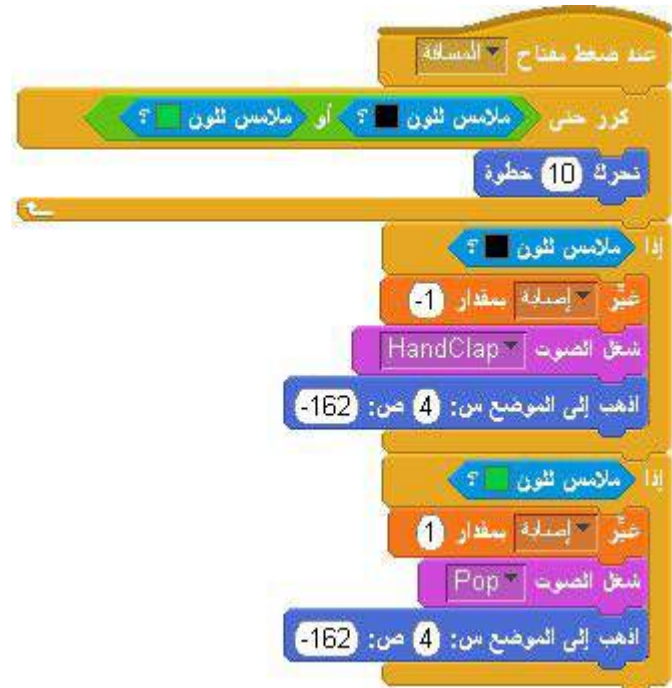 عند ضغط مفتاح المسافة
كرر حتى ملامس للون ؟ أو ملامس للون ؟
تحرك 10 خطوة
إذا ملامس للون ؟
غيِّر إصابة بمقدار -1
شغل الصوت HandClap
اذهب إلى الموضع س: 4 ص: -162
إذا ملامس للون ؟
غيِّر إصابة بمقدار 1
شغل الصوت Pop
اذهب إلى الموضع س: 4 ص: -162